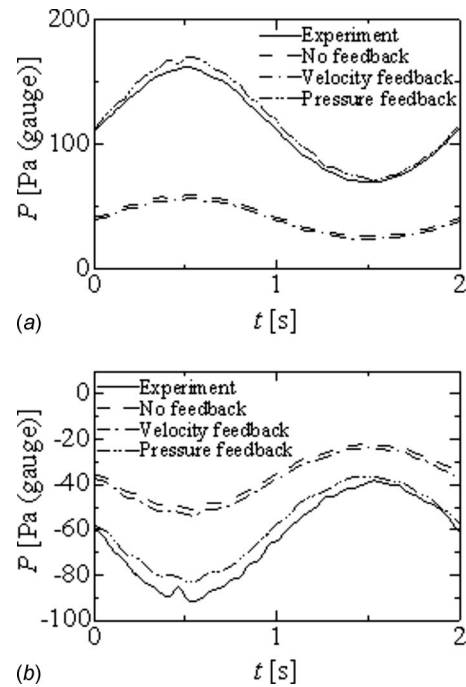 200
Experiment
No feedback
Velocity feedback
Pressure feedback
P [Pa (gauge)]
100
0
0 1 2
(a) t [s]
Experiment
No feedback
Velocity feedback
Pressure feedback
P [Pa (gauge)]
0
-20
-40
-60
-80
-100
0 1 2
(b) t [s]